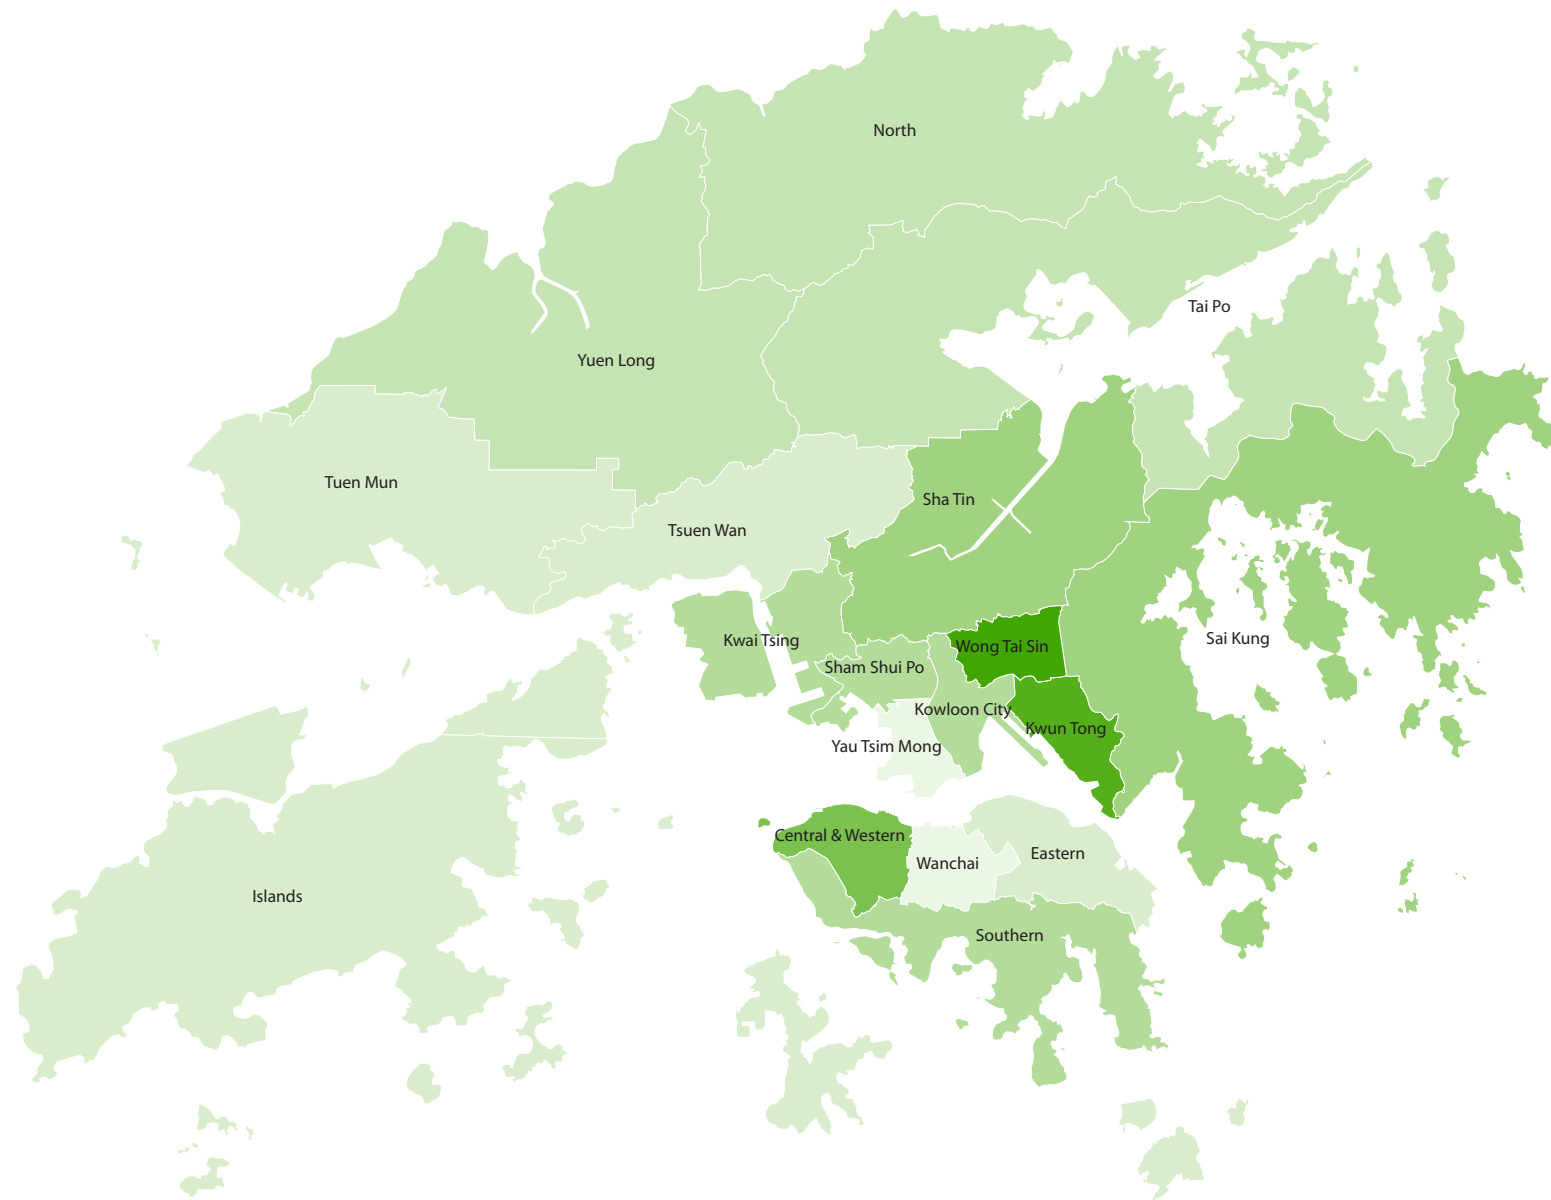 North
Tai Po
Yuen Long
Tuen Mun
Sha Tin
Tsuen Wan
Sai Kung
Kwai Tsing
Wong Tai Sin
Sham Shui Po
Kowloon City
Kwun Tong
Yau Tsim Mong
Central & Western
Wanchai
Eastern
Islands
Southern